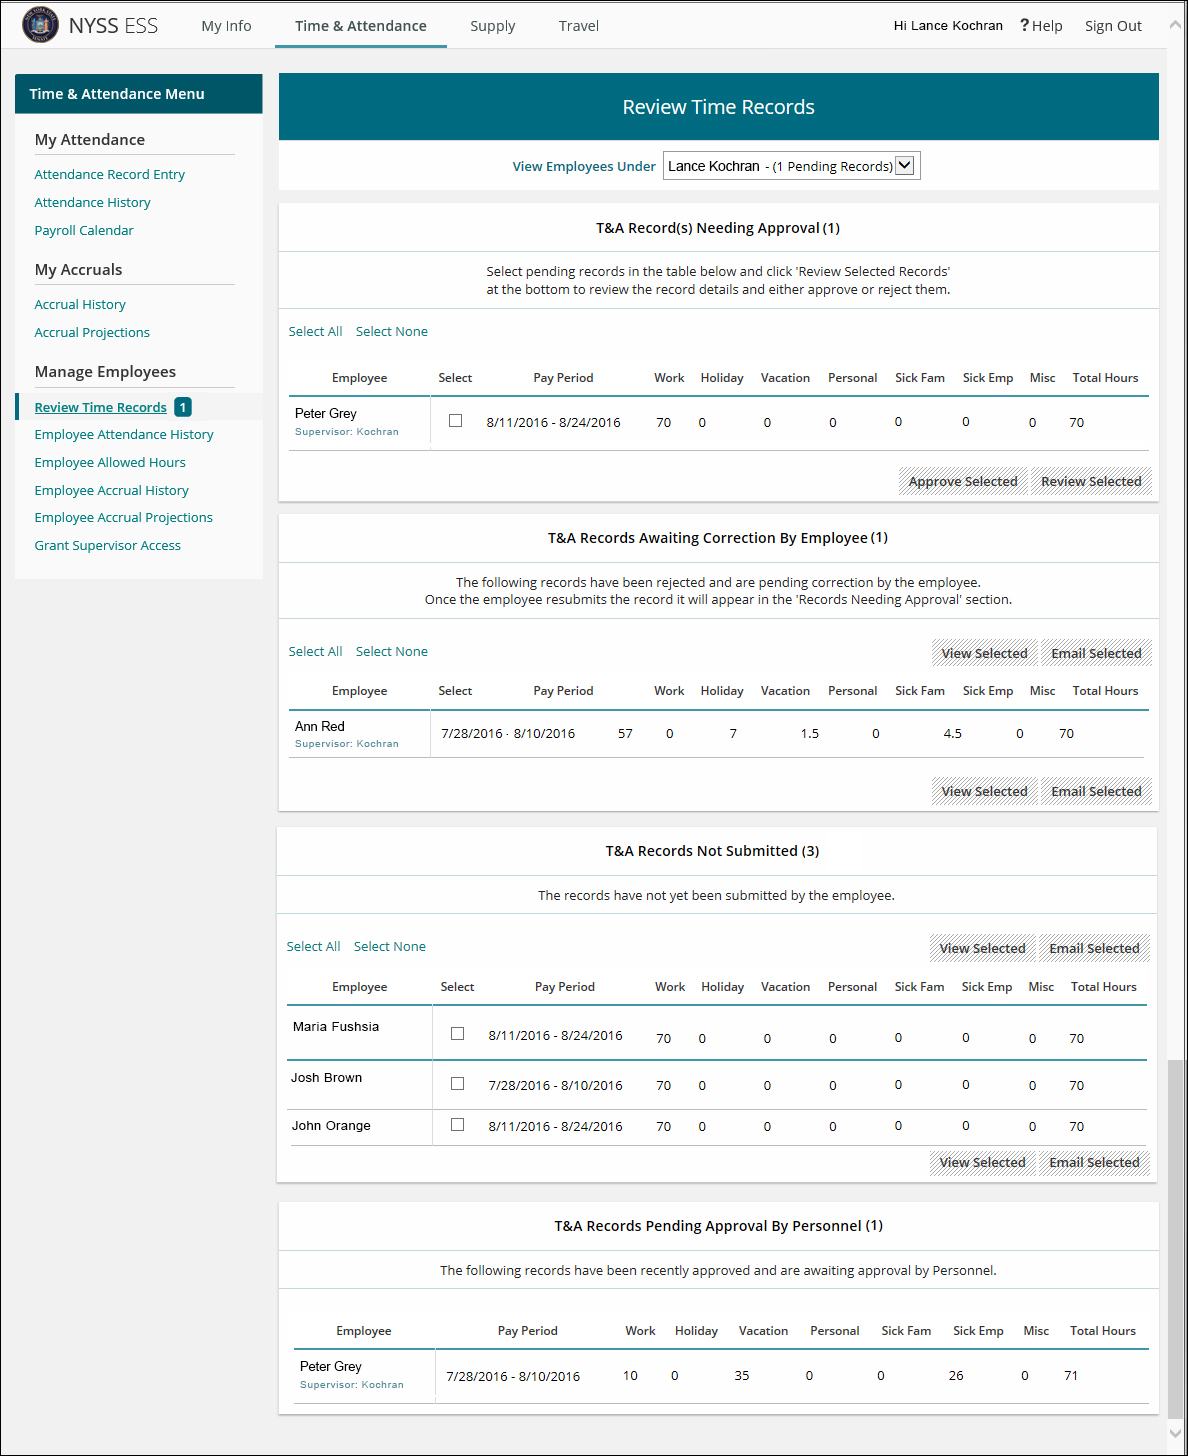 NYSS ESS My Info Time & Attendance Supply Travel Hi Lance Kochran ? Help Sign Out
Time & Attendance Menu
My Attendance
Attendance Record Entry
Attendance History
Payroll Calendar
My Accruals
Accrual History
Accrual Projections
Manage Employees
Review Time Records 1
Employee Attendance History
Employee Allowed Hours
Employee Accrual History
Employee Accrual Projections
Grant Supervisor Access
Review Time Records
View Employees Under Lance Kochran - (1 Pending Records)
T&A Record(s) Needing Approval (1)
Select pending records in the table below and click 'Review Selected Records'
at the bottom to review the record details and either approve or reject them.
Select All Select None
Employee Select Pay Period Work Holiday Vacation Personal Sick Fam Sick Emp Misc Total Hours
Peter Grey 8/11/2016 - 8/24/2016 70 0 0 0 0 0 0 70
Supervisor: Kochran
Approve Selected Review Selected
T&A Records Awaiting Correction By Employee (1)
The following records have been rejected and are pending correction by the employee.
Once the employee resubmits the record it will appear in the 'Records Needing Approval' section.
Select All Select None View Selected Email Selected
Employee Select Pay Period Work Holiday Vacation Personal Sick Fam Sick Emp Misc Total Hours
Ann Red 7/28/2016 - 8/10/2016 57 0 7 1.5 0 4.5 0 70
Supervisor: Kochran
View Selected Email Selected
T&A Records Not Submitted (3)
The records have not yet been submitted by the employee.
Select All Select None View Selected Email Selected
Employee Select Pay Period Work Holiday Vacation Personal Sick Fam Sick Emp Misc Total Hours
Maria Fushsia 8/11/2016 - 8/24/2016 70 0 0 0 0 0 0 70
Josh Brown 7/28/2016 - 8/10/2016 70 0 0 0 0 0 0 70
John Orange 8/11/2016 - 8/24/2016 70 0 0 0 0 0 0 70
View Selected Email Selected
T&A Records Pending Approval By Personnel (1)
The following records have been recently approved and are awaiting approval by Personnel.
Employee Pay Period Work Holiday Vacation Personal Sick Fam Sick Emp Misc Total Hours
Peter Grey 7/28/2016 - 8/10/2016 10 0 35 0 0 26 0 71
Supervisor: Kochran